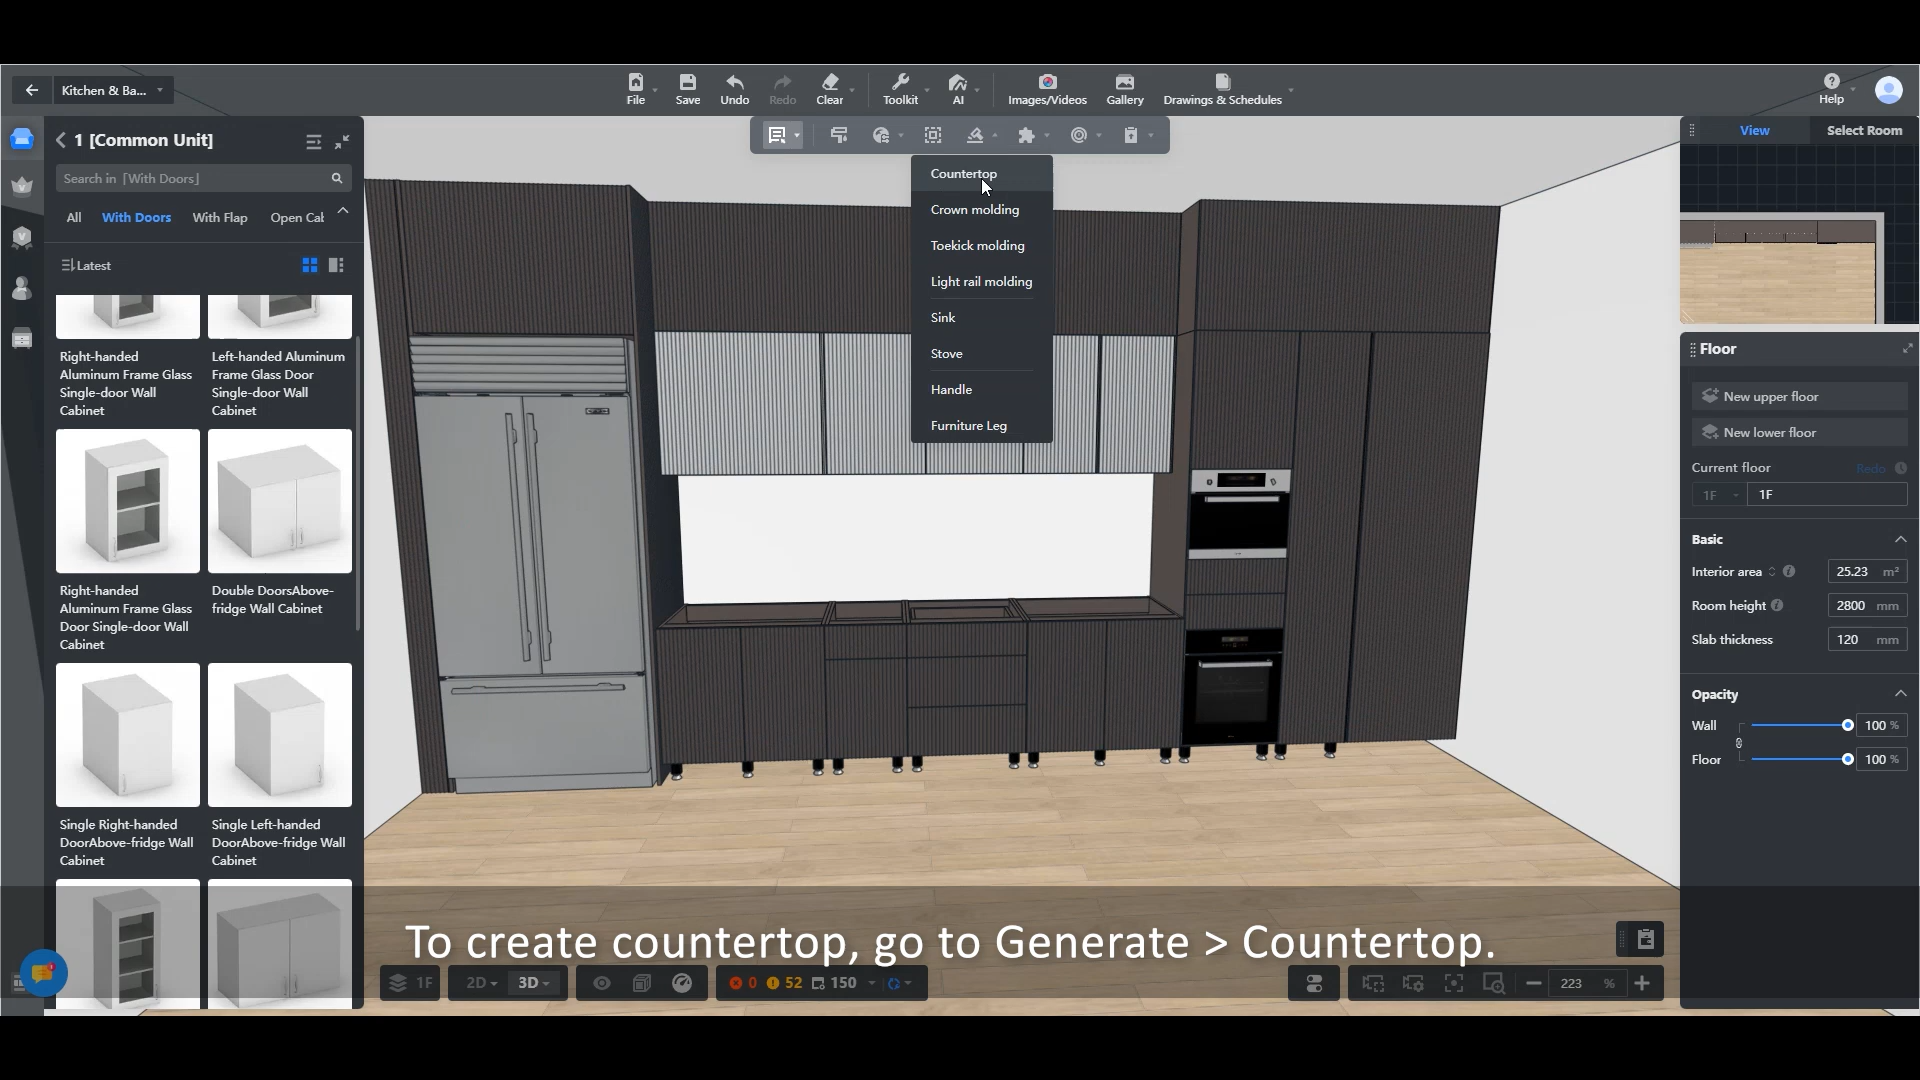 Kitchen & Ba...
File
Save
Undo
Redo
Clear
Toolkit
AI
Images/Videos
Gallery
Drawings & Schedules
Help
1 [Common Unit]
Search in [With Doors]
All
With Doors
With Flap
Open Cal
Latest
Right-handed
Aluminum Frame Glass
Single-door Wall
Cabinet
Left-handed Aluminum
Frame Glass Door
Single-door Wall
Cabinet
Right-handed
Aluminum Frame Glass
Door Single-door Wall
Cabinet
Double DoorsAbove-
fridge Wall Cabinet
Single Right-handed
DoorAbove-fridge Wall
Cabinet
Single Left-handed
DoorAbove-fridge Wall
Cabinet
Countertop
Crown molding
Toekick molding
Light rail molding
Sink
Stove
Handle
Furniture Leg
View
Select Room
Floor
New upper floor
New lower floor
Current floor
Redo
1F
1F
Basic
Interior area
25.23 m²
Room height
2800 mm
Slab thickness
120 mm
Opacity
Wall
100 %
Floor
100 %
To create countertop, go to Generate > Countertop.
1F
2D
3D
0
52
150
223 %